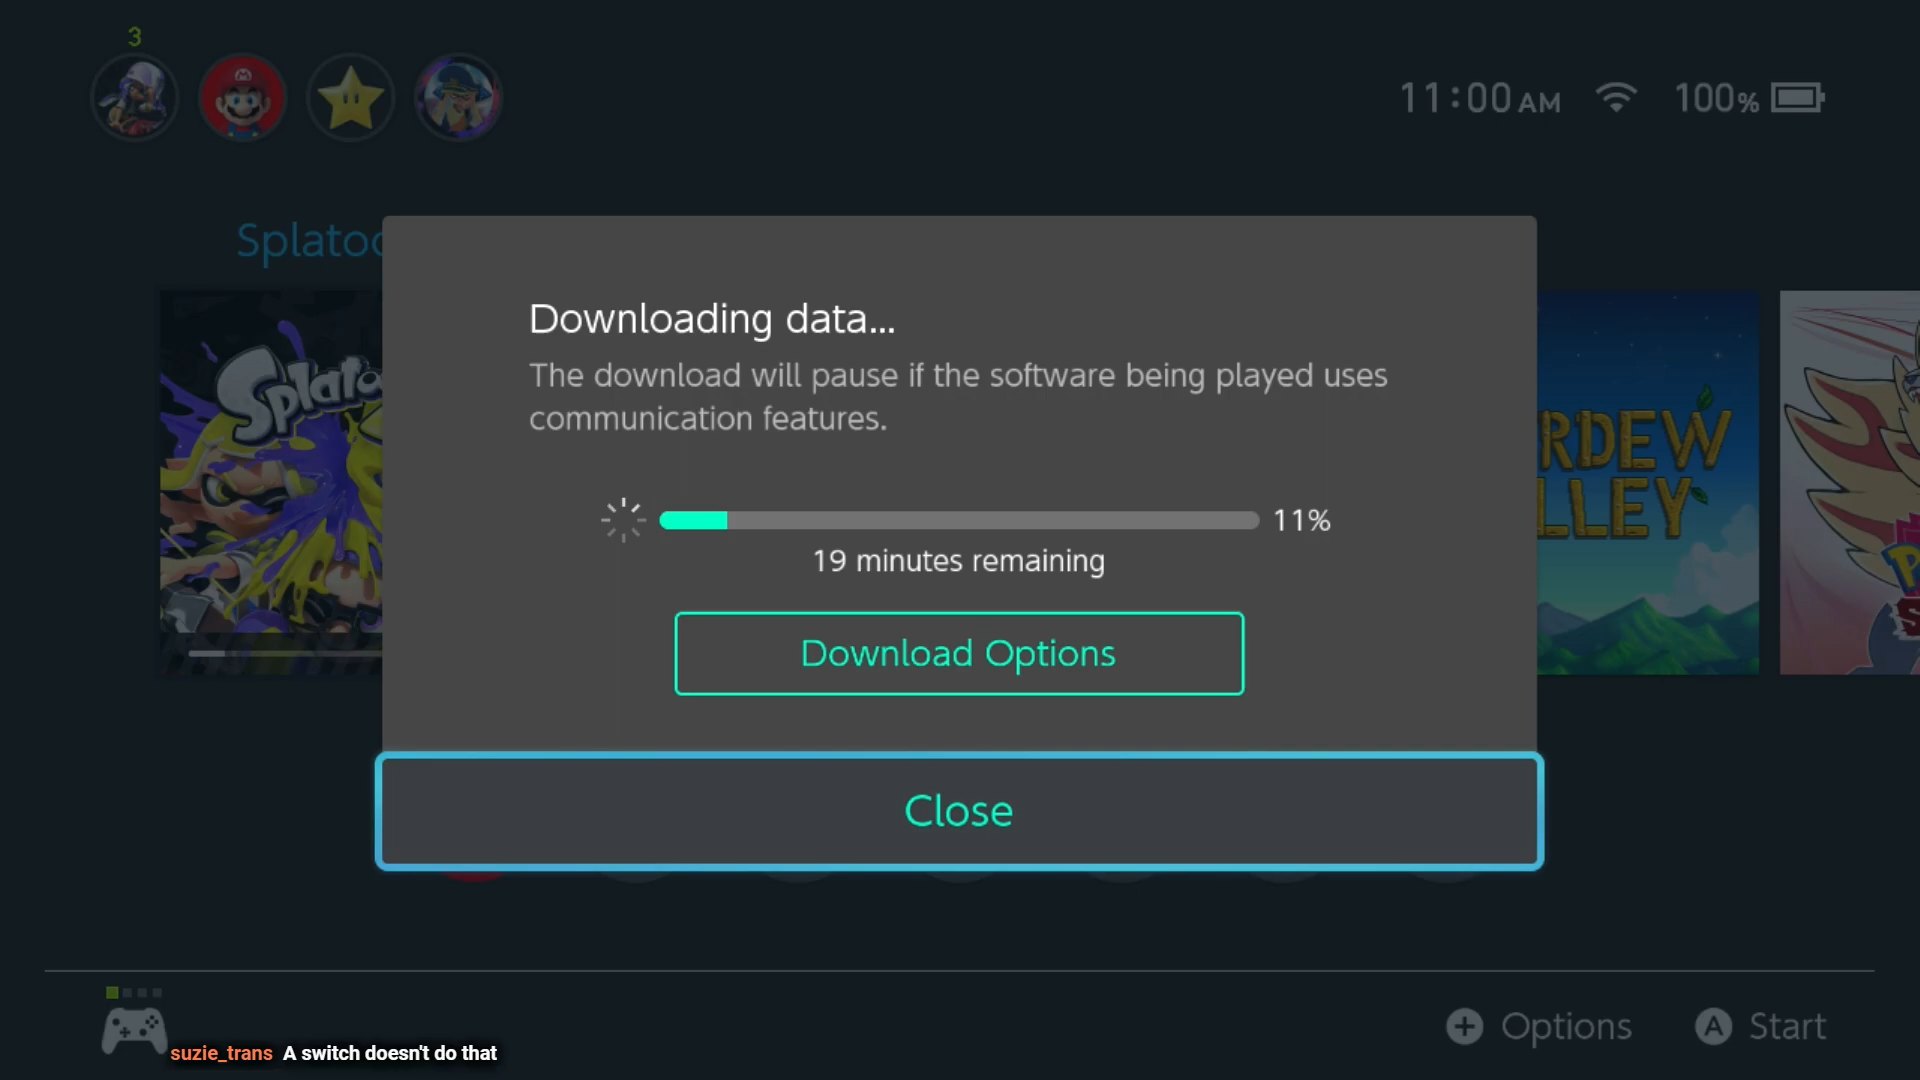 3
11:00 AM 100%
Splatoo
Splato
Downloading data...
The download will pause if the software being played uses
communication features.
11%
19 minutes remaining
Download Options
Close
RDEW
LLEY
Options
Start
suzie_trans A switch doesn't do that